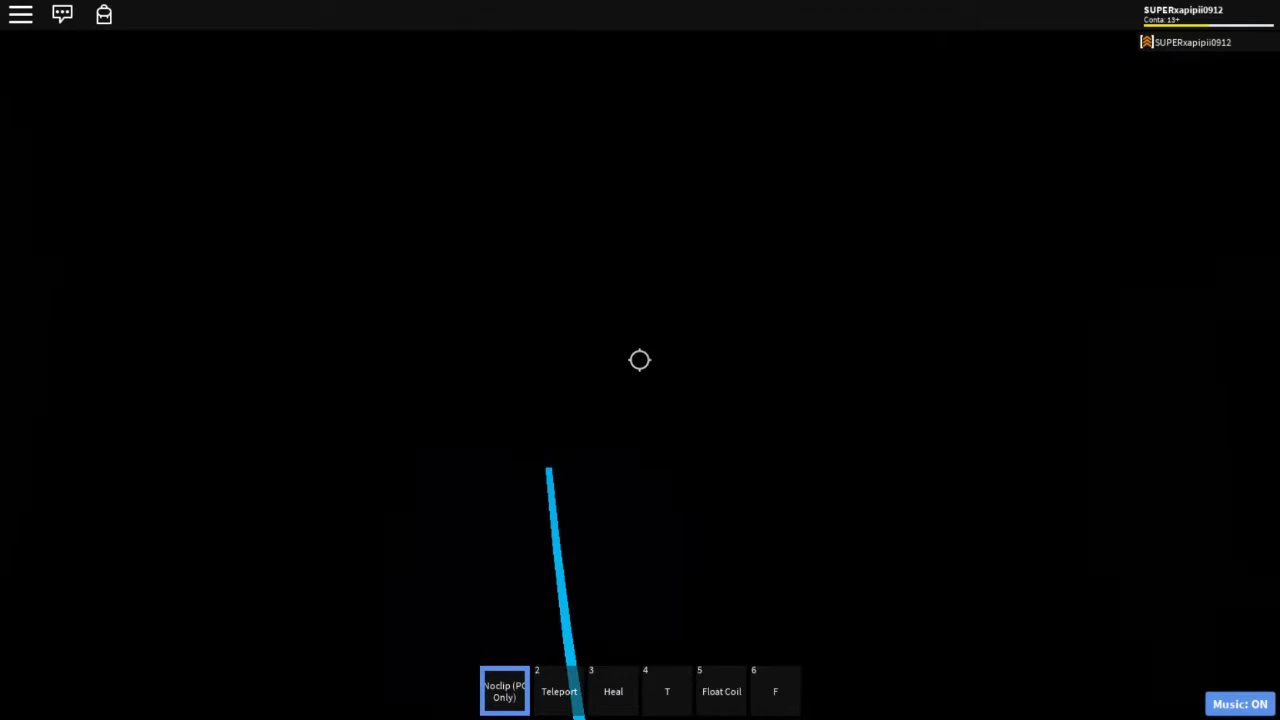 SUPERxapipii0912
Conta: 13+
SUPERxapipii0912
Noclip (PC
Only)
2
Teleport
3
Heal
4
T
5
Float Coil
6
F
Music: ON